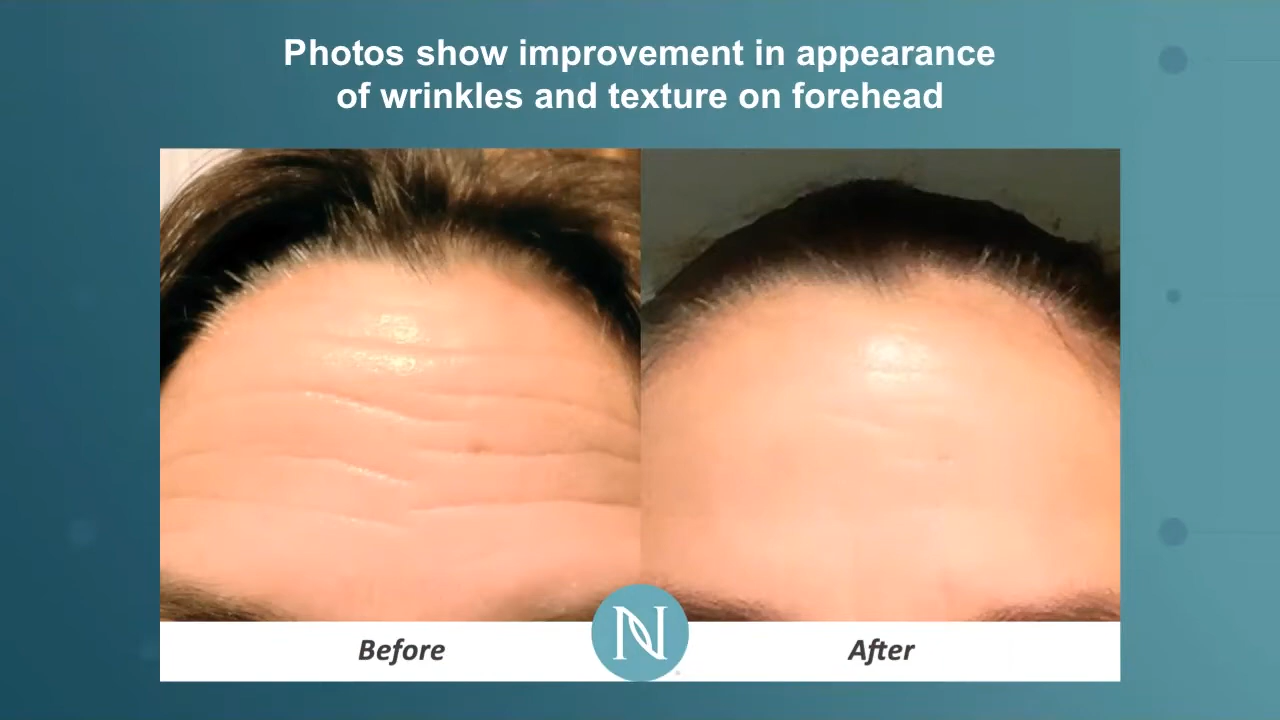 Photos show improvement in appearance
of wrinkles and texture on forehead
Before
N
After